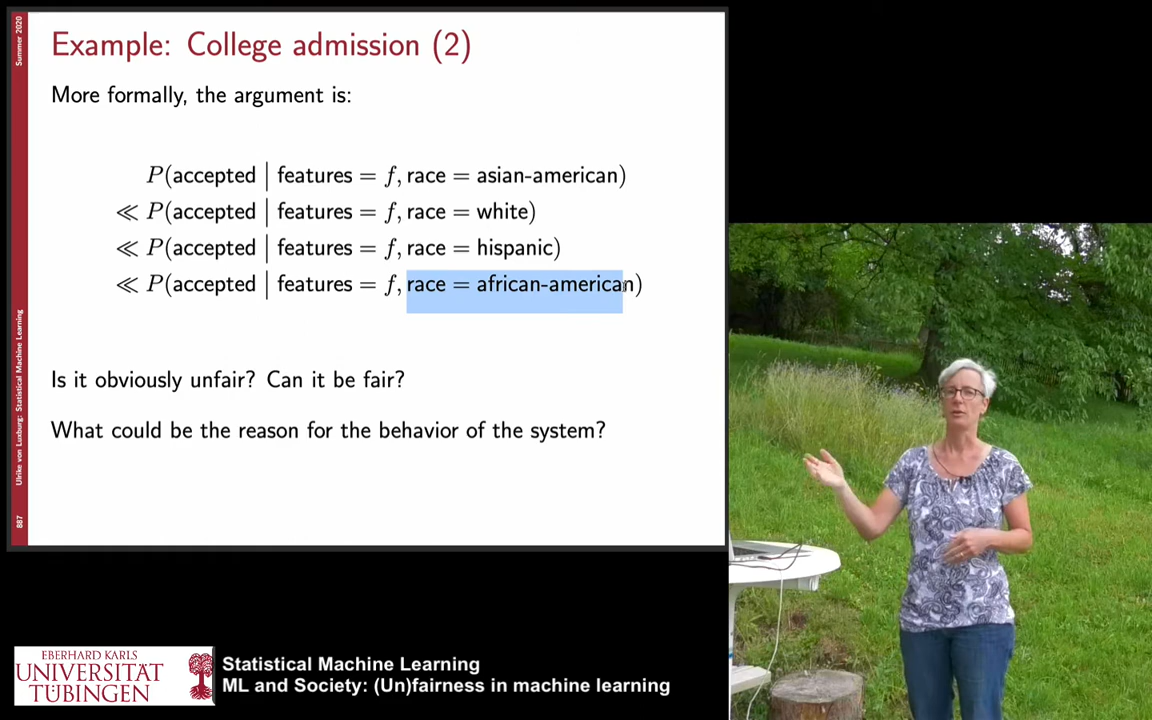 Summer 2020
Example: College admission (2)
More formally, the argument is:
P(accepted | features = f, race = asian-american)
≪ P(accepted | features = f, race = white)
≪ P(accepted | features = f, race = hispanic)
≪ P(accepted | features = f, race = african-american)
Is it obviously unfair? Can it be fair?
What could be the reason for the behavior of the system?
Ulrike von Luxburg: Statistical Machine Learning
887
EBERHARD KARLS
UNIVERSITÄT
TÜBINGEN
Statistical Machine Learning
ML and Society: (Un)fairness in machine learning